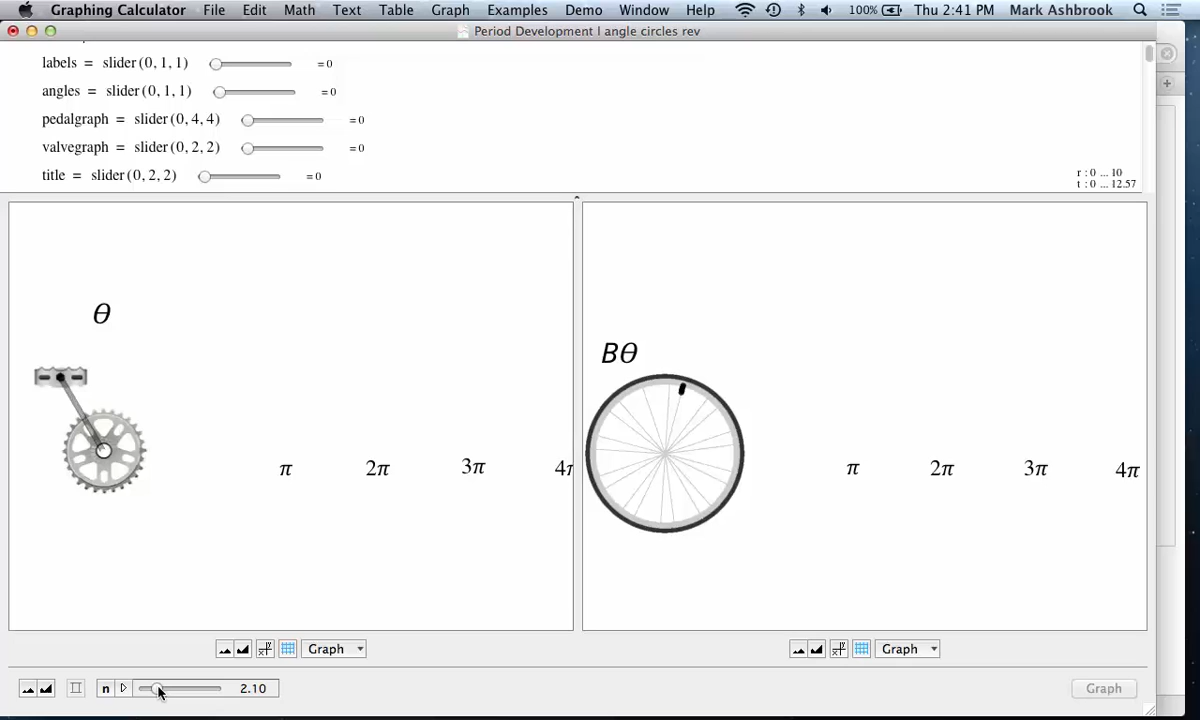 Graphing Calculator File Edit Math Text Table Graph Examples Demo Window Help 100% Thu 2:41 PM Mark Ashbrook
Period Development I angle circles rev
labels = slider (0, 1, 1) = 0
angles = slider (0, 1, 1) = 0
pedalgraph = slider (0, 4, 4) = 0
valvegraph = slider (0, 2, 2) = 0
title = slider (0, 2, 2) = 0
r : 0 ... 10
t : 0 ... 12.57
θ
π 2π 3π 4π
Bθ
π 2π 3π 4π
Graph
Graph
n 2.10
Graph